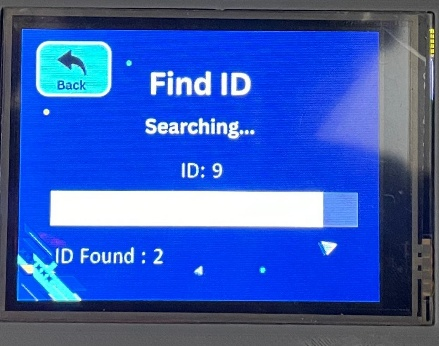 Back
Find ID
Searching...
ID: 9
ID Found : 2